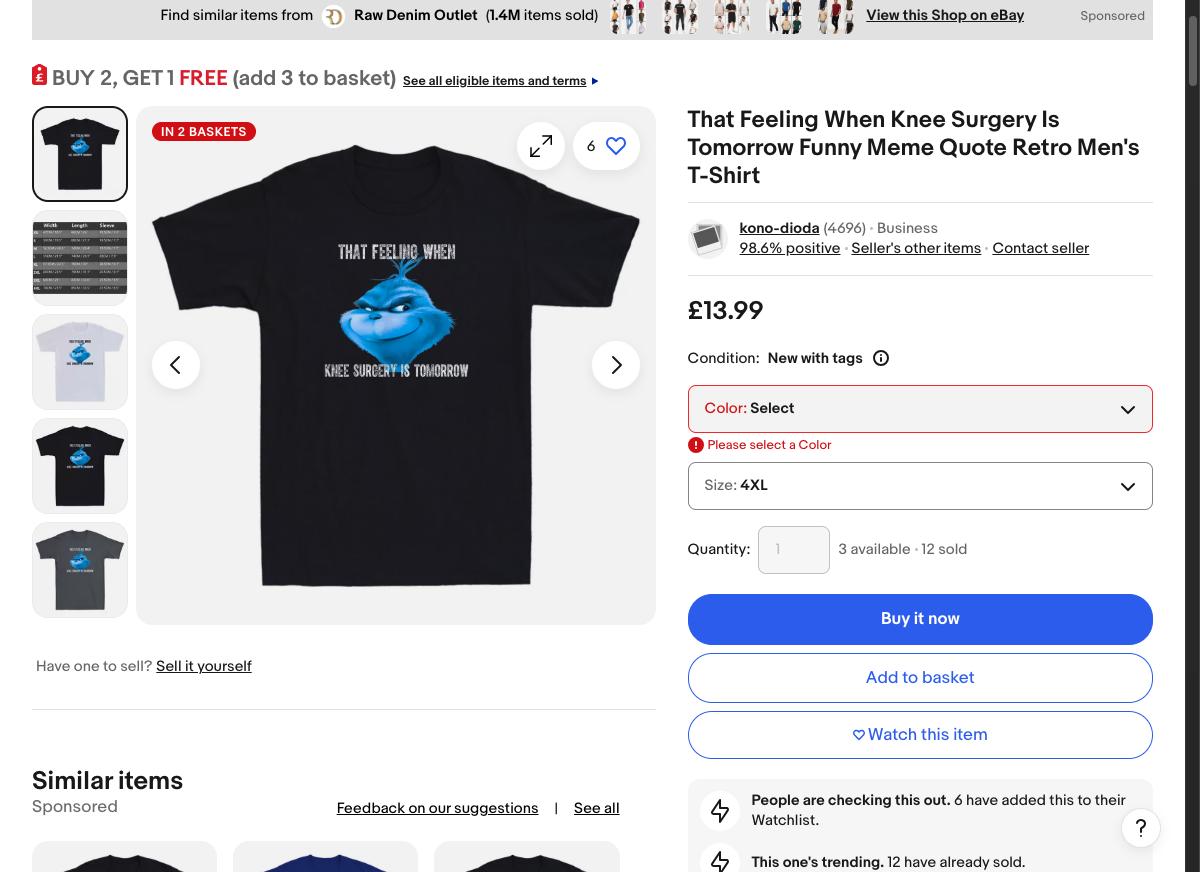 Find similar items from Raw Denim Outlet (1.4M items sold) View this Shop on eBay Sponsored
BUY 2, GET 1 FREE (add 3 to basket) See all eligible items and terms
IN 2 BASKETS
6
THAT FEELING WHEN
KNEE SURGERY IS TOMORROW
Width Length Sleeve
Have one to sell? Sell it yourself
That Feeling When Knee Surgery Is
Tomorrow Funny Meme Quote Retro Men's
T-Shirt
kono-dioda (4696) · Business
98.6% positive · Seller's other items · Contact seller
£13.99
Condition: New with tags
Color: Select
Please select a Color
Size: 4XL
Quantity: 1 3 available · 12 sold
Buy it now
Add to basket
Watch this item
People are checking this out. 6 have added this to their
Watchlist.
This one's trending. 12 have already sold.
?
Similar items
Sponsored
Feedback on our suggestions | See all